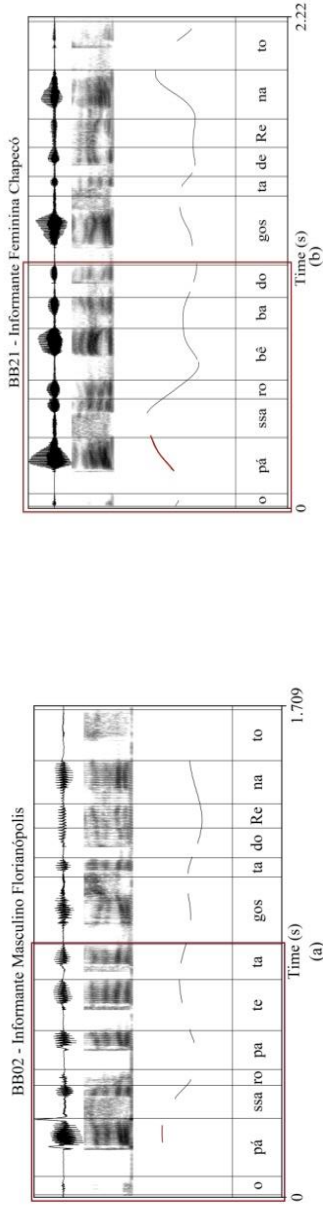 BB02 - Informante Masculino Florianópolis
o pá ssa ro pa te ta gos ta do Re na to
0 Time (s) 1.709
(a)
BB21 - Informante Feminina Chapecó
o pá ssa ro bê ba do gos ta de Re na to
0 Time (s) 2.22
(b)